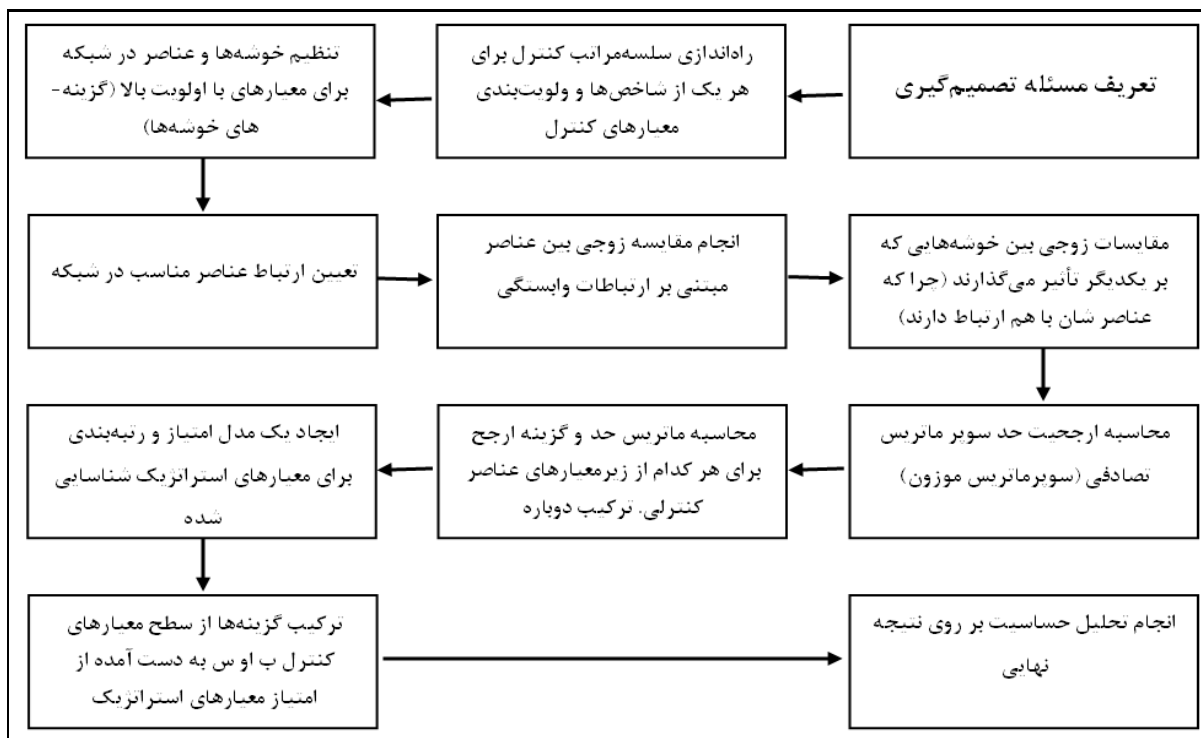 تعریف مسئله تصمیم‌گیری
راه‌اندازی سلسه‌مراتب کنترل برای
هر یک از شاخص‌ها و ولویت‌بندی
معیارهای کنترل
تنظیم خوشه‌ها و عناصر در شبکه
برای معیارهای با اولویت بالا (گزینه-
های خوشه‌ها)
تعیین ارتباط عناصر مناسب در شبکه
انجام مقایسه زوجی بین عناصر
مبتنی بر ارتباطات وابستگی
مقایسات زوجی بین خوشه‌هایی که
بر یکدیگر تأثیر می‌گذارند (چرا که
عناصر شان با هم ارتباط دارند)
محاسبه ارجحیت حد سوپر ماتریس
تصادفی (سوپرماتریس موزون)
محاسبه ماتریس حد و گزینه ارجح
برای هر کدام از زیرمعیارهای عناصر
کنترلی. ترکیب دوباره
ایجاد یک مدل امتیاز و رتبه‌بندی
برای معیارهای استراتژیک شناسایی
شده
ترکیب گزینه‌ها از سطح معیارهای
کنترل ب او س به دست آمده از
امتیاز معیارهای استراتژیک
انجام تحلیل حساسیت بر روی نتیجه
نهایی